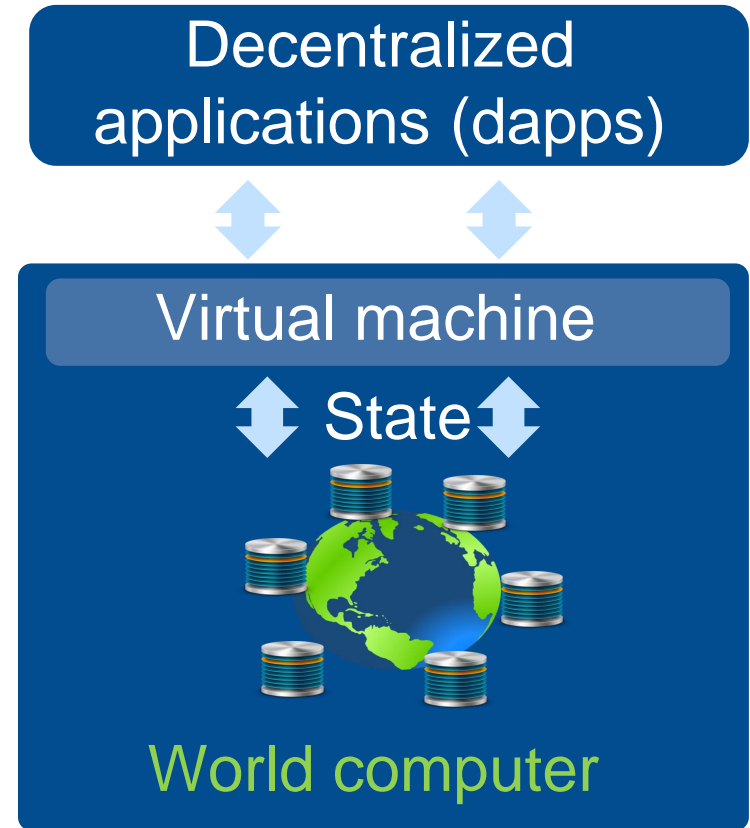 Decentralized
applications (dapps)
Virtual machine
State
World computer